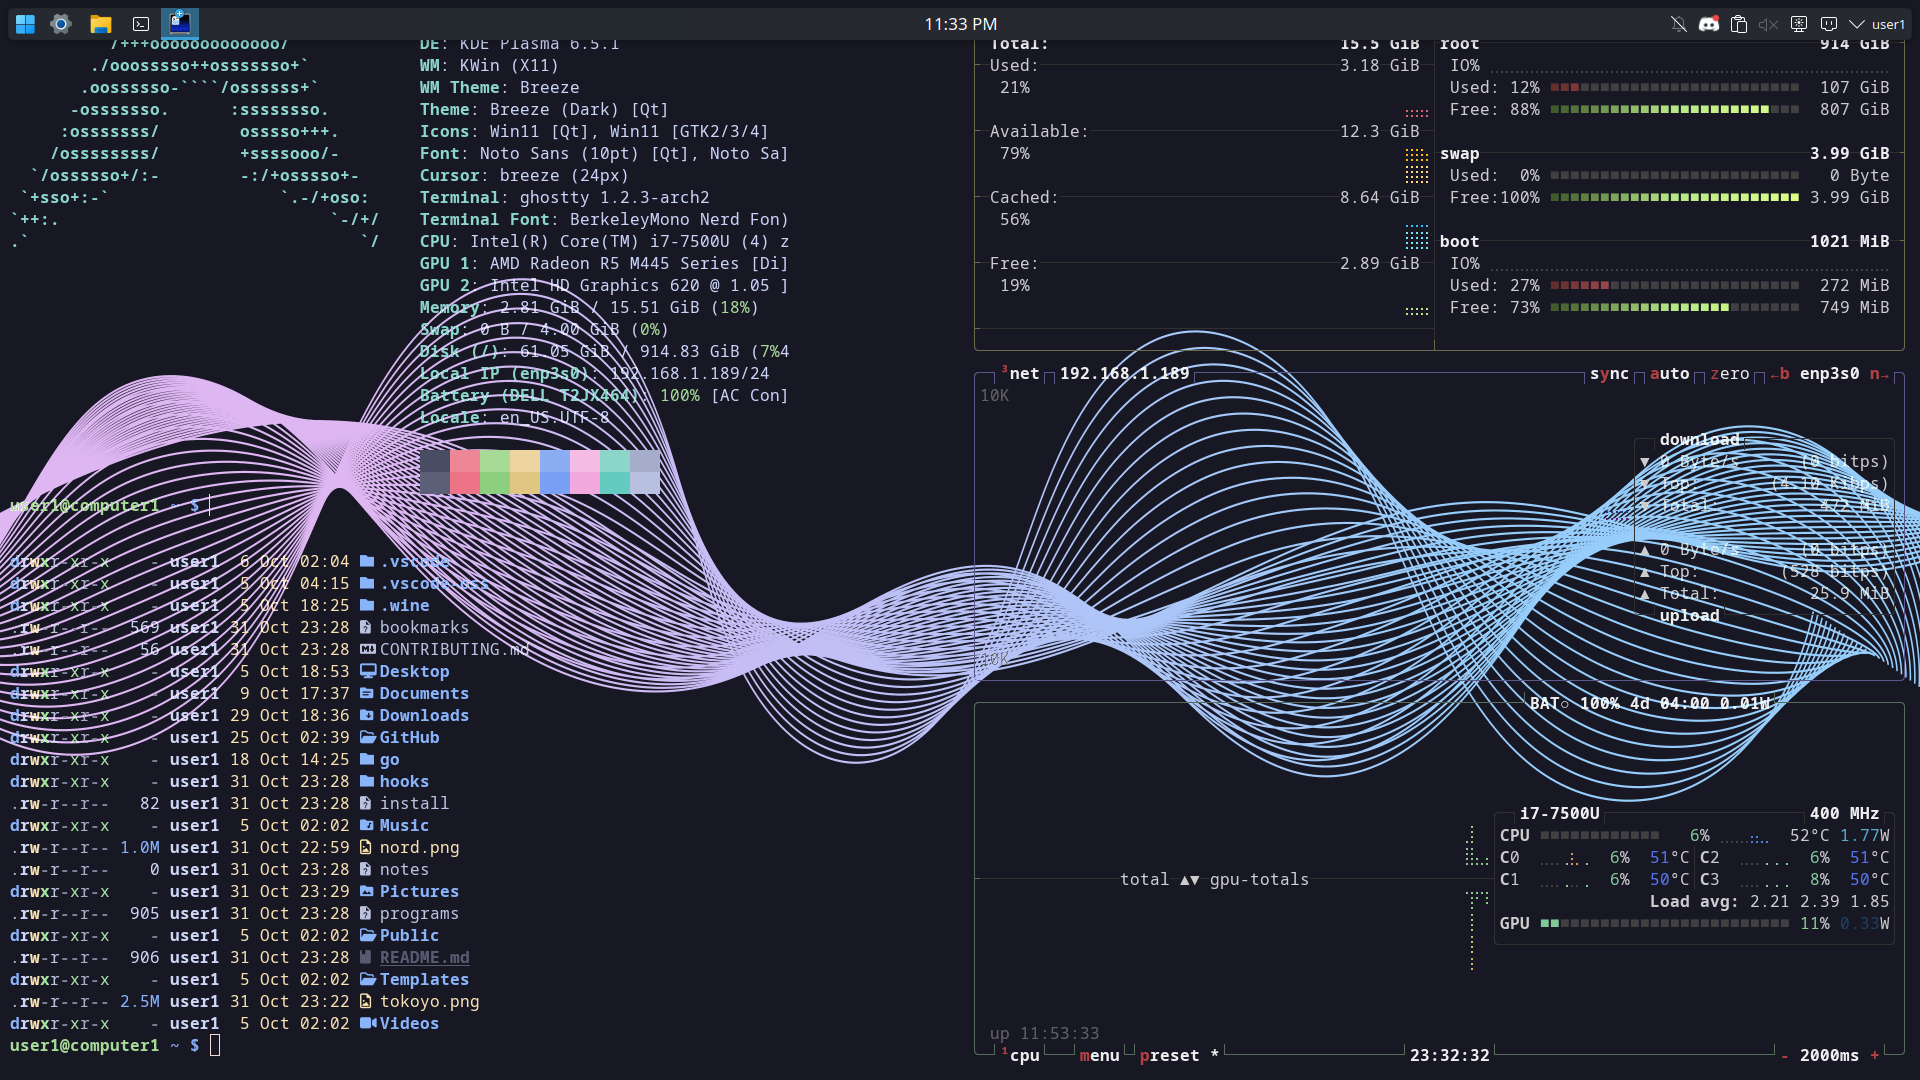 11:33 PM
user1
DE: KDE Plasma 6.5.1
WM: KWin (X11)
WM Theme: Breeze
Theme: Breeze (Dark) [Qt]
Icons: Win11 [Qt], Win11 [GTK2/3/4]
Font: Noto Sans (10pt) [Qt], Noto Sa]
Cursor: breeze (24px)
Terminal: ghostty 1.2.3-arch2
Terminal Font: BerkeleyMono Nerd Fon)
CPU: Intel(R) Core(TM) i7-7500U (4) z
GPU 1: AMD Radeon R5 M445 Series [Di]
GPU 2: Intel HD Graphics 620 @ 1.05 ]
Memory: 2.81 GiB / 15.51 GiB (18%)
Swap: 0 B / 4.00 GiB (0%)
Disk (/): 61.05 GiB / 914.83 GiB (7%4
Local IP (enp3s0): 192.168.1.189/24
Battery (DELL T2JX464): 100% [AC Con]
Locale: en_US.UTF-8
user1@computer1 ~ $
drwxr-xr-x - user1 6 Oct 02:04 .vscode
drwxr-xr-x - user1 5 Oct 04:15 .vscode-oss
drwxr-xr-x - user1 5 Oct 18:25 .wine
.rw-r--r-- 569 user1 31 Oct 23:28 bookmarks
.rw-r--r-- 56 user1 31 Oct 23:28 CONTRIBUTING.md
drwxr-xr-x - user1 5 Oct 18:53 Desktop
drwxr-xr-x - user1 9 Oct 17:37 Documents
drwxr-xr-x - user1 29 Oct 18:36 Downloads
drwxr-xr-x - user1 25 Oct 02:39 GitHub
drwxr-xr-x - user1 18 Oct 14:25 go
drwxr-xr-x - user1 31 Oct 23:28 hooks
.rw-r--r-- 82 user1 31 Oct 23:28 install
drwxr-xr-x - user1 5 Oct 02:02 Music
.rw-r--r-- 1.0M user1 31 Oct 22:59 nord.png
.rw-r--r-- 0 user1 31 Oct 23:28 notes
drwxr-xr-x - user1 31 Oct 23:29 Pictures
.rw-r--r-- 905 user1 31 Oct 23:28 programs
drwxr-xr-x - user1 5 Oct 02:02 Public
.rw-r--r-- 906 user1 31 Oct 23:28 README.md
drwxr-xr-x - user1 5 Oct 02:02 Templates
.rw-r--r-- 2.5M user1 31 Oct 23:22 tokoyo.png
drwxr-xr-x - user1 5 Oct 02:02 Videos
user1@computer1 ~ $
Total: 15.5 GiB
Used: 3.18 GiB
21%
Available: 12.3 GiB
79%
Cached: 8.64 GiB
56%
Free: 2.89 GiB
19%
root 914 GiB
IO%
Used: 12% 107 GiB
Free: 88% 807 GiB
swap 3.99 GiB
Used: 0% 0 Byte
Free:100% 3.99 GiB
boot 1021 MiB
IO%
Used: 27% 272 MiB
Free: 73% 749 MiB
3net 192.168.1.189 sync auto zero ←b enp3s0 n→
10K
download
▼ 0 Byte/s (0 bitps)
▼ Top: (4.10 Kibps)
▼ Total: 472 MiB
▲ 0 Byte/s (0 bitps)
▲ Top: (528 bitps)
▲ Total: 25.9 MiB
upload
10K
BAT○ 100% 4d 04:00 0.01W
i7-7500U 400 MHz
CPU 6% 52°C 1.77W
C0 6% 51°C C2 6% 51°C
C1 6% 50°C C3 8% 50°C
Load avg: 2.21 2.39 1.85
GPU 11% 0.33W
total ▲▼ gpu-totals
up 11:53:33
1cpu menu preset * 23:32:32 - 2000ms +